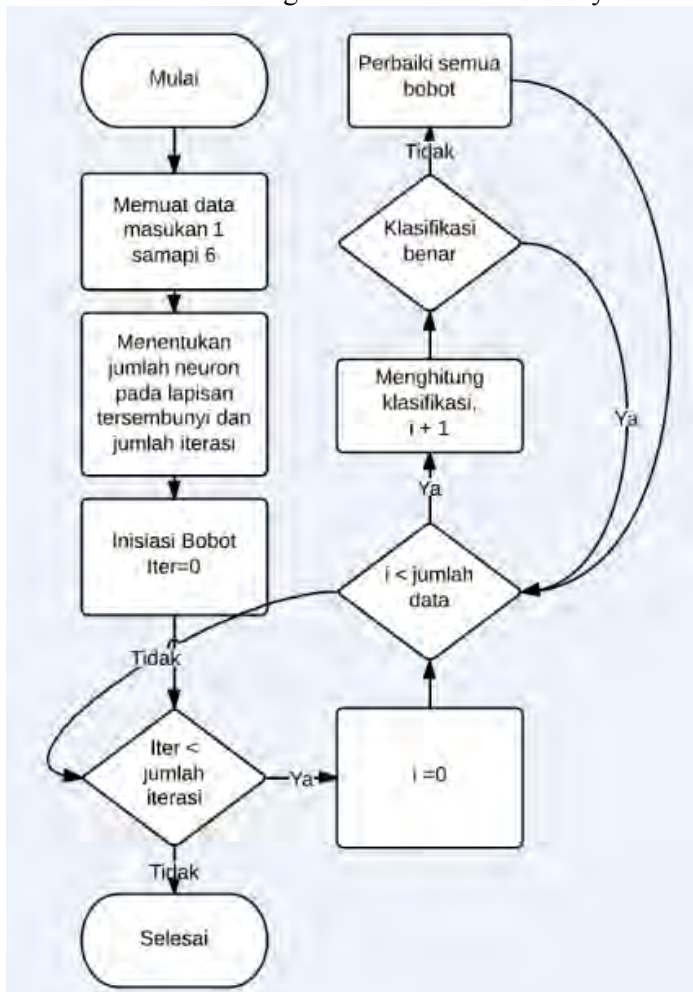 Mulai
Memuat data
masukan 1
samapi 6
Menentukan
jumlah neuron
pada lapisan
tersembunyi dan
jumlah iterasi
Inisiasi Bobot
Iter=0
Tidak
Iter <
jumlah
iterasi
Ya
Tidak
Selesai
i =0
i < jumlah
data
Ya
Menghitung
klasifikasi,
i + 1
Klasifikasi
benar
Ya
Tidak
Perbaiki semua
bobot